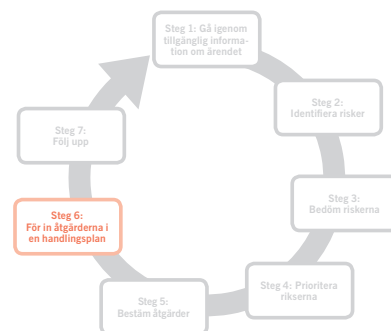 Steg 1: Gå igenom
tillgänglig informa-
tion om ärendet
Steg 2:
Identifiera risker
Steg 3:
Bedöm riskerna
Steg 4: Prioritera
rikserna
Steg 5:
Bestäm åtgärder
Steg 6:
För in åtgärderna i
en handlingsplan
Steg 7:
Följ upp